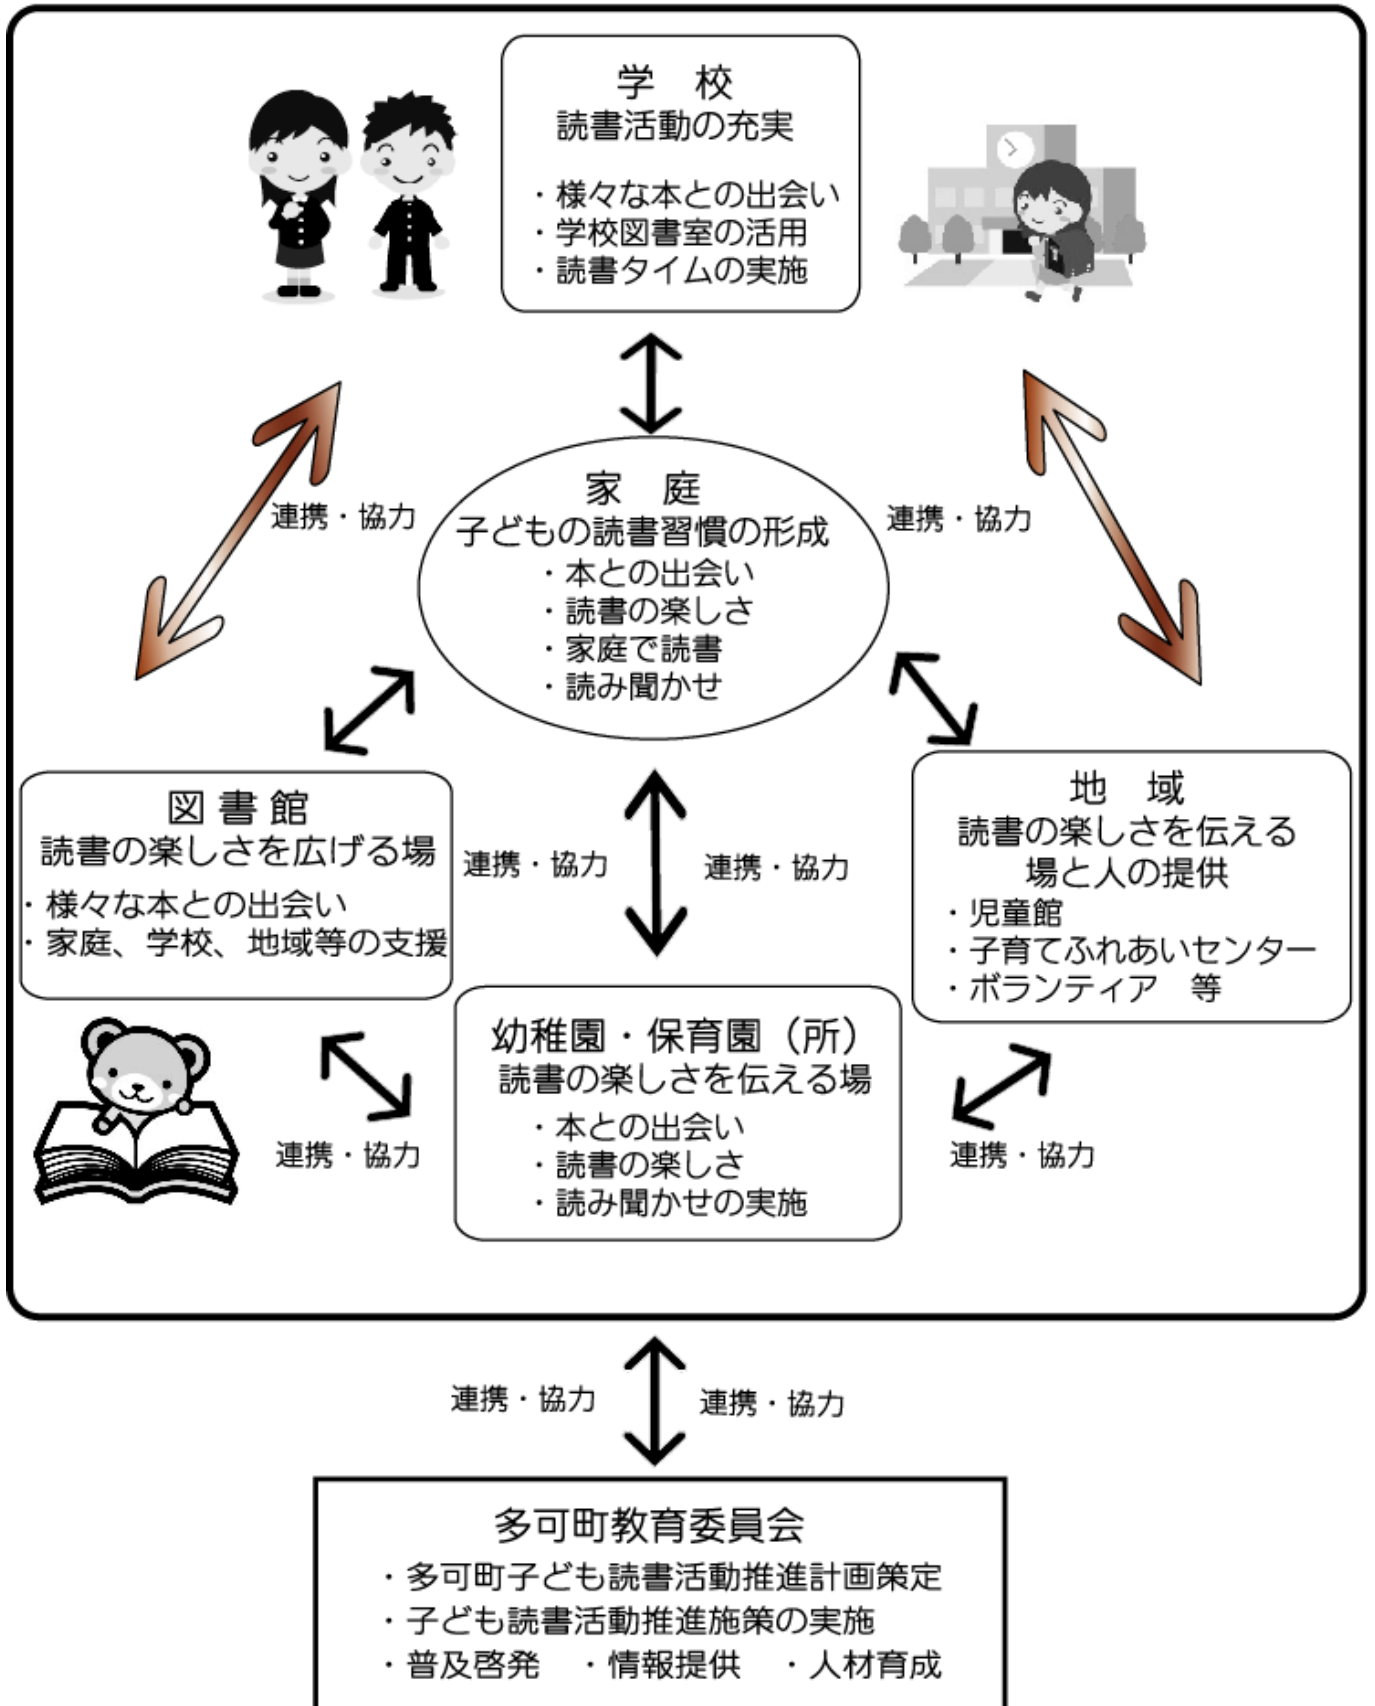 学　校
読書活動の充実
・様々な本との出会い
・学校図書室の活用
・読書タイムの実施
連携・協力
連携・協力
家　庭
子どもの読書習慣の形成
・本との出会い
・読書の楽しさ
・家庭で読書
・読み聞かせ
図 書 館
読書の楽しさを広げる場
・様々な本との出会い
・家庭、学校、地域等の支援
連携・協力
連携・協力
地　域
読書の楽しさを伝える
場と人の提供
・児童館
・子育てふれあいセンター
・ボランティア　等
幼稚園・保育園（所）
読書の楽しさを伝える場
・本との出会い
・読書の楽しさ
・読み聞かせの実施
連携・協力
連携・協力
連携・協力
連携・協力
多可町教育委員会
・多可町子ども読書活動推進計画策定
・子ども読書活動推進施策の実施
・普及啓発　・情報提供　・人材育成